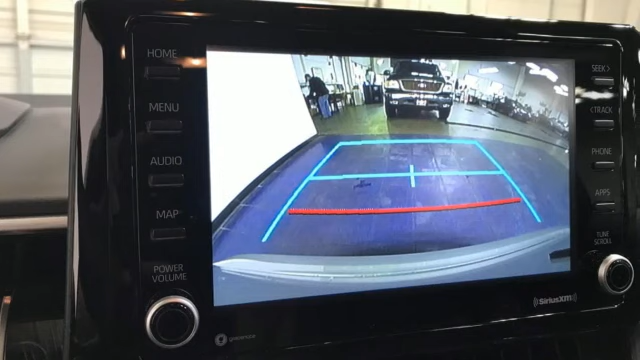 HOME
MENU
AUDIO
MAP
POWER
VOLUME
SEEK >
< TRACK
PHONE
APPS
TUNE
SCROLL
SiriusXM